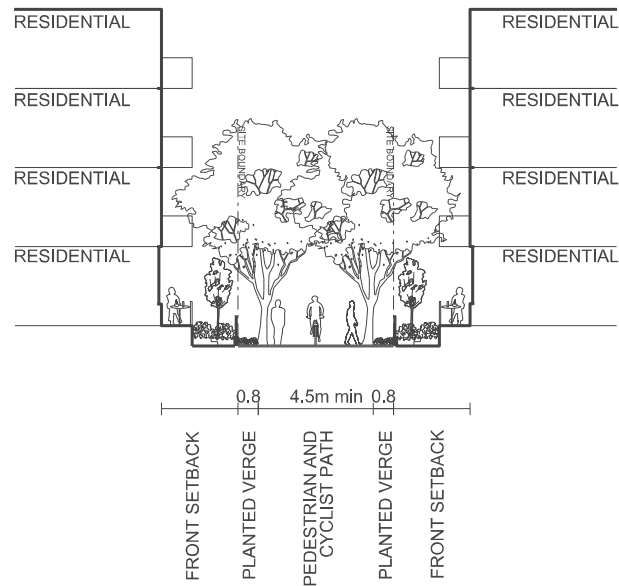 RESIDENTIAL
RESIDENTIAL
RESIDENTIAL
RESIDENTIAL
RESIDENTIAL
RESIDENTIAL
RESIDENTIAL
RESIDENTIAL
SITE BOUNDARY
SITE BOUNDARY
0.8
4.5m min
0.8
FRONT SETBACK
PLANTED VERGE
PEDESTRIAN AND
CYCLIST PATH
PLANTED VERGE
FRONT SETBACK